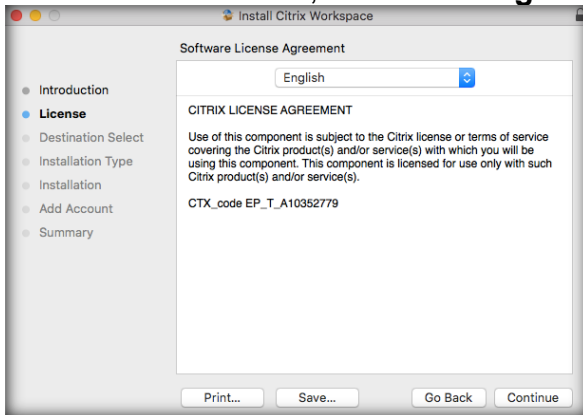 Install Citrix Workspace
Software License Agreement
English
Introduction
License
Destination Select
Installation Type
Installation
Add Account
Summary
CITRIX LICENSE AGREEMENT
Use of this component is subject to the Citrix license or terms of service
covering the Citrix product(s) and/or service(s) with which you will be
using this component. This component is licensed for use only with such
Citrix product(s) and/or service(s).
CTX_code EP_T_A10352779
Print...
Save...
Go Back
Continue